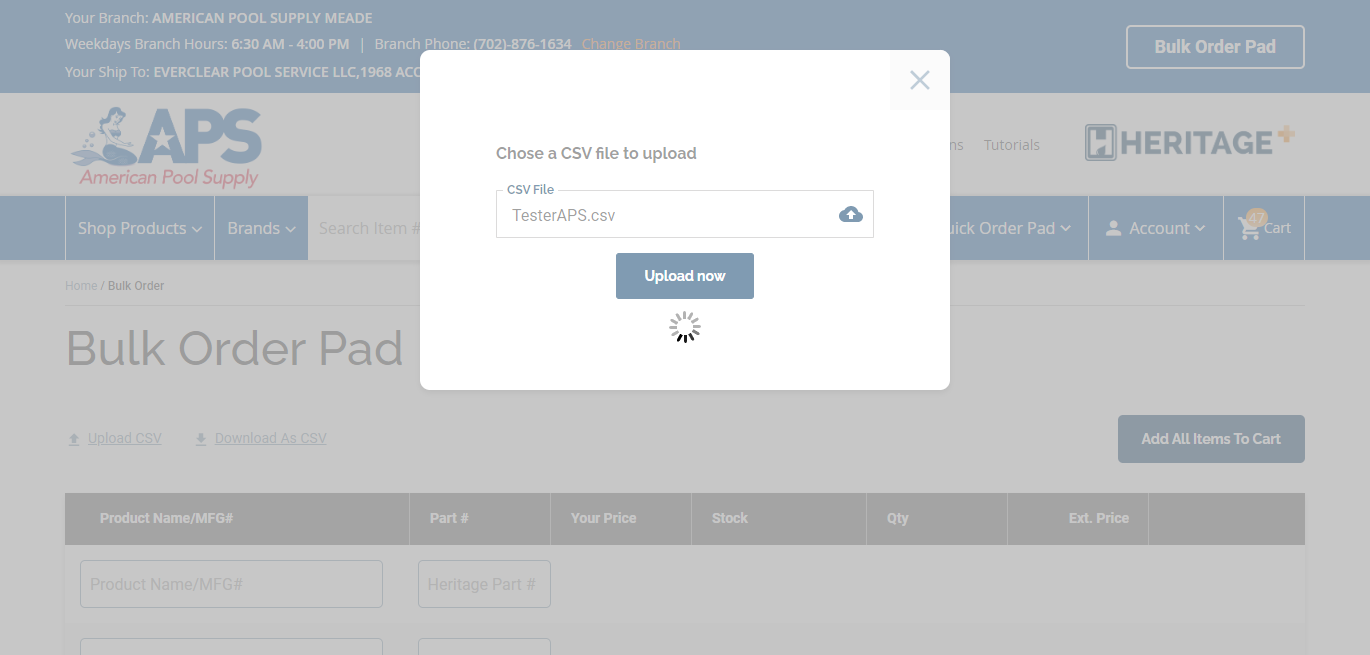 Your Branch: AMERICAN POOL SUPPLY MEADE
Weekdays Branch Hours: 6:30 AM - 4:00 PM | Branch Phone: (702)-876-1634 Change Branch
Your Ship To: EVERCLEAR POOL SERVICE LLC,1968 ACC
Bulk Order Pad
APS
American Pool Supply
Tutorials
HERITAGE+
Shop Products
Brands
Search Item #
Order Pad
Account
47
Cart
Home / Bulk Order
Bulk Order Pad
Chose a CSV file to upload
CSV File
TesterAPS.csv
Upload now
Upload CSV
Download As CSV
Add All Items To Cart
Product Name/MFG# Part # Your Price Stock Qty Ext. Price
Product Name/MFG# Heritage Part #